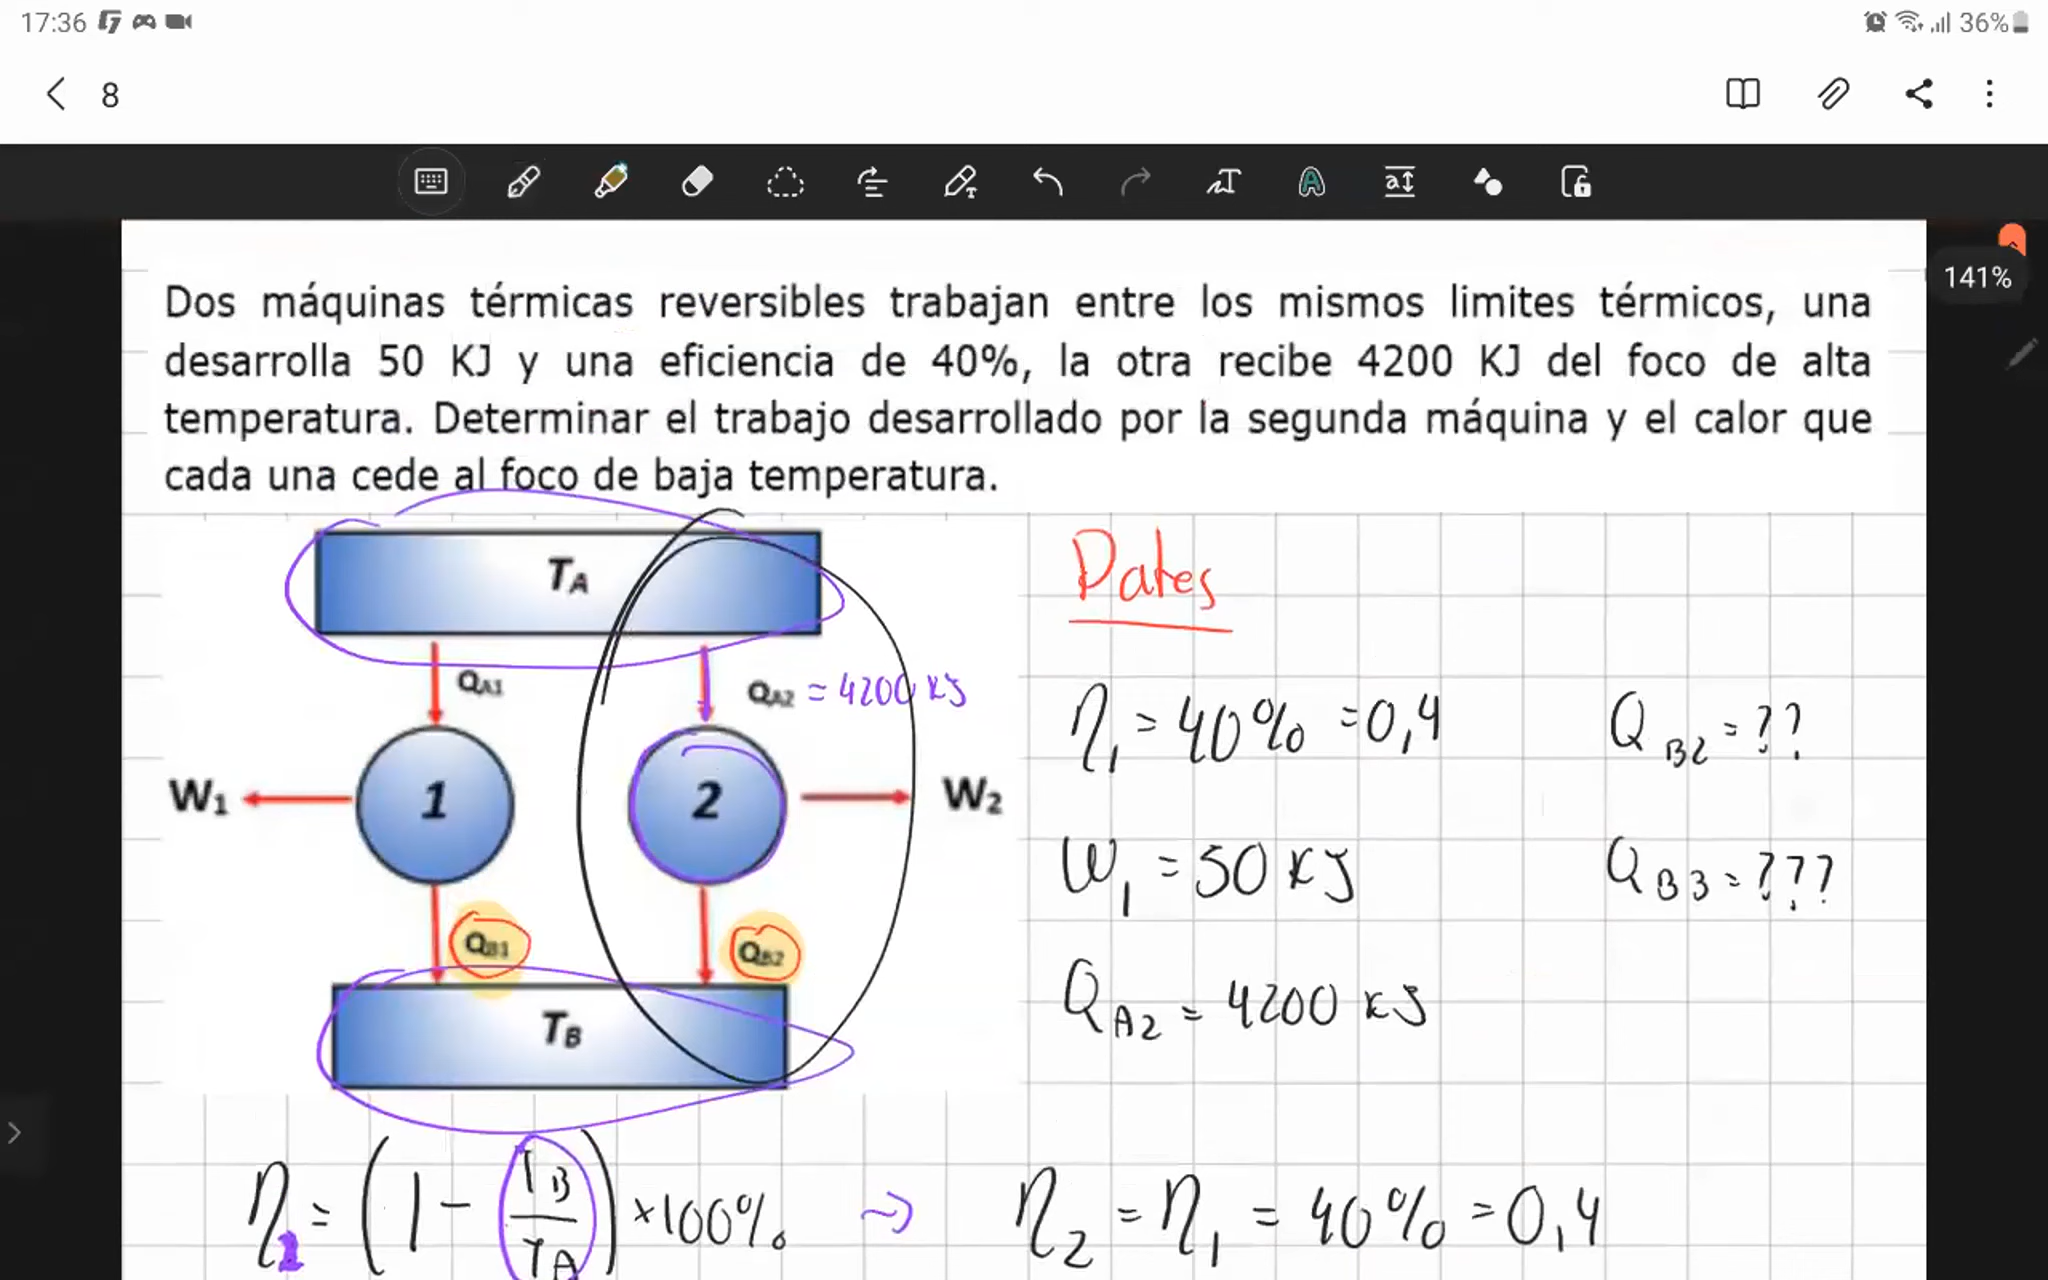 17:36
36%
8
141%
Dos máquinas térmicas reversibles trabajan entre los mismos limites térmicos, una
desarrolla 50 KJ y una eficiencia de 40%, la otra recibe 4200 KJ del foco de alta
temperatura. Determinar el trabajo desarrollado por la segunda máquina y el calor que
cada una cede al foco de baja temperatura.
TA
QA1
QA2 = 4200 KJ
W1
1
2
W2
QB1
QB2
TB
Datos
η1 = 40% = 0,4
QB2 = ??
W1 = 50 KJ
QB3 = ???
QA2 = 4200 KJ
η2 = (1 - TB/TA) × 100% → η2 = η1 = 40% = 0,4